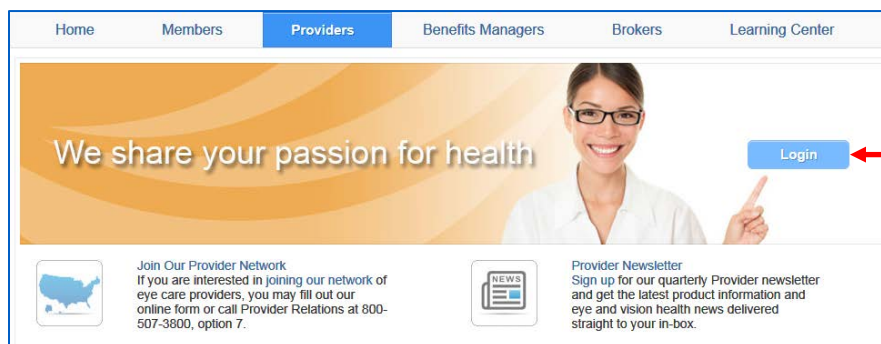 Home Members Providers Benefits Managers Brokers Learning Center
We share your passion for health
Login
Join Our Provider Network
If you are interested in joining our network of
eye care providers, you may fill out our
online form or call Provider Relations at 800-
507-3800, option 7.
NEWS
Provider Newsletter
Sign up for our quarterly Provider newsletter
and get the latest product information and
eye and vision health news delivered
straight to your in-box.